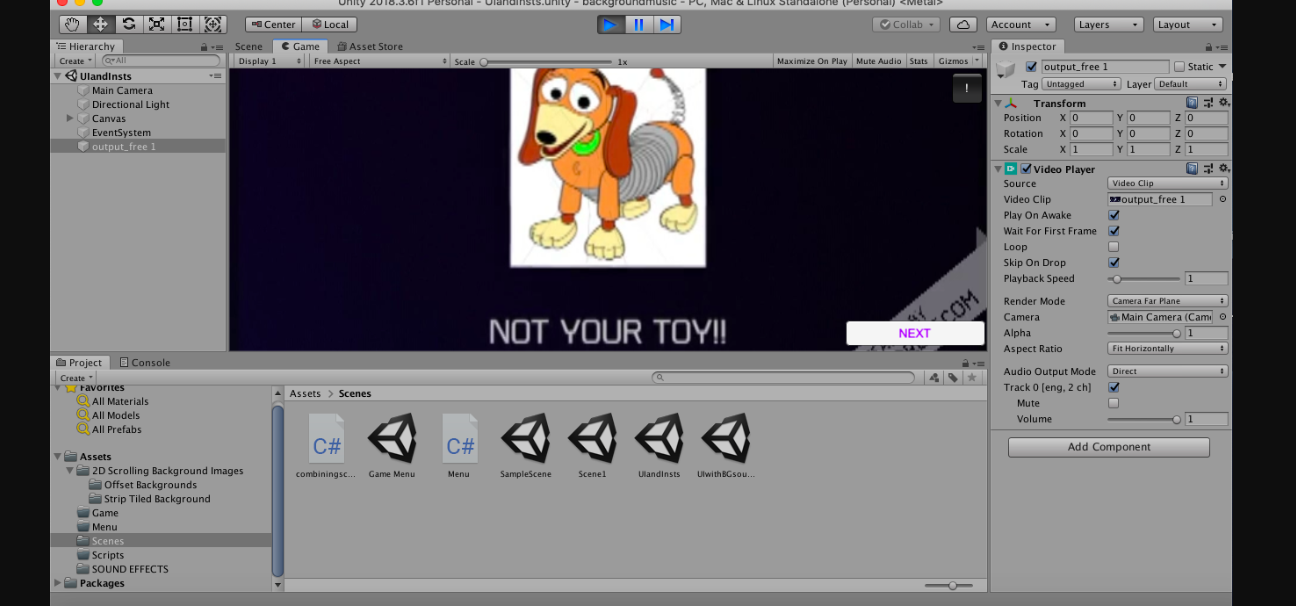 Unity 2018.3.6f1 Personal - UIandInsts.unity - backgroundmusic - PC, Mac & Linux Standalone (Personal) <Metal>
Center Local Collab Account Layers Layout
Hierarchy Scene Game Asset Store Inspector
Create All Display 1 Free Aspect Scale 1x Maximize On Play Mute Audio Stats Gizmos output_free 1 Static
UIandInsts Tag Untagged Layer Default
Main Camera !
Directional Light Transform
Canvas Position X 0 Y 0 Z 0
EventSystem Rotation X 0 Y 0 Z 0
output_free 1 Scale X 1 Y 1 Z 1
Video Player
Source Video Clip
Video Clip output_free 1
Play On Awake
Wait For First Frame
Loop
Skip On Drop
Playback Speed 1
Render Mode Camera Far Plane
.COM
Camera Main Camera (Cam
NOT YOUR TOY!! NEXT Alpha 1
Aspect Ratio Fit Horizontally
Project Console
Audio Output Mode Direct
Create
Track 0 [eng, 2 ch]
Favorites Assets > Scenes
All Materials Mute
All Models Volume 1
All Prefabs
C# C#
Add Component
Assets
2D Scrolling Background Images combiningsc... Game Menu Menu SampleScene Scene1 UIandInsts UIwithBGsou...
Offset Backgrounds
Strip Tiled Background
Game
Menu
Scenes
Scripts
SOUND EFFECTS
Packages